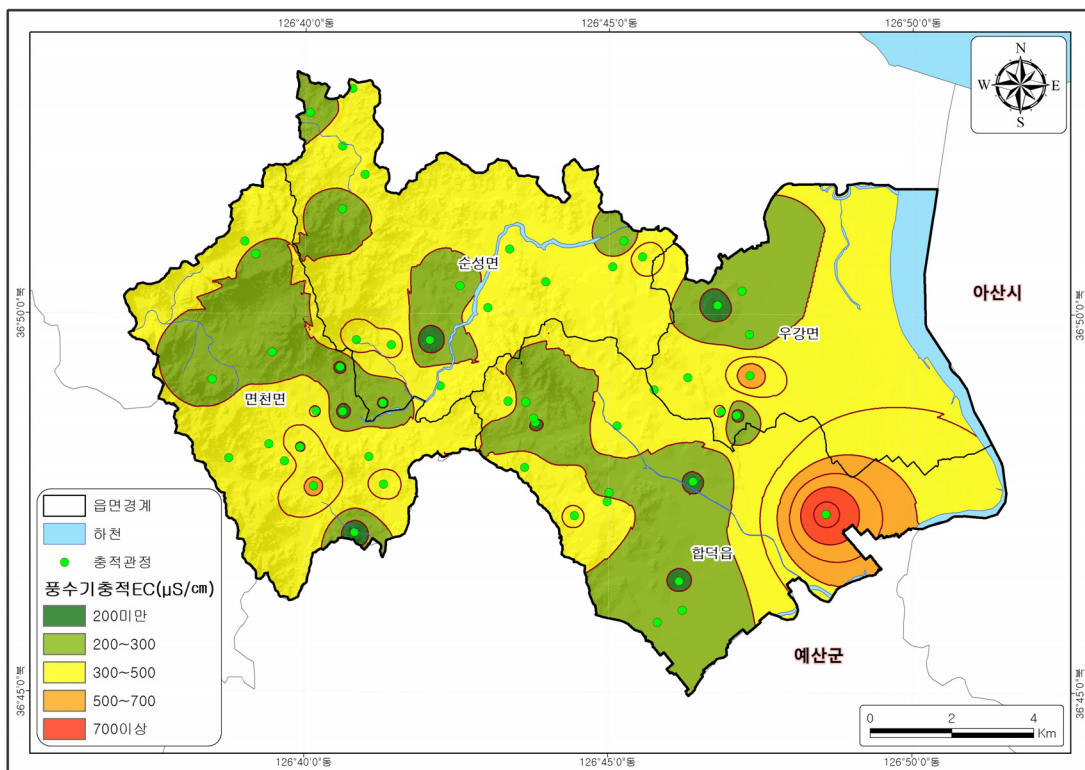 126°40'0"동
126°45'0"동
126°50'0"동
N
W
E
S
순성면
아산시
36°50'0"북
36°50'0"북
우강면
면천면
읍면경계
하천
충적관정
풍수기충적EC(μS/㎝)
200미만
200~300
300~500
500~700
700이상
합덕읍
예산군
36°45'0"북
36°45'0"북
0
2
4
Km
126°40'0"동
126°45'0"동
126°50'0"동